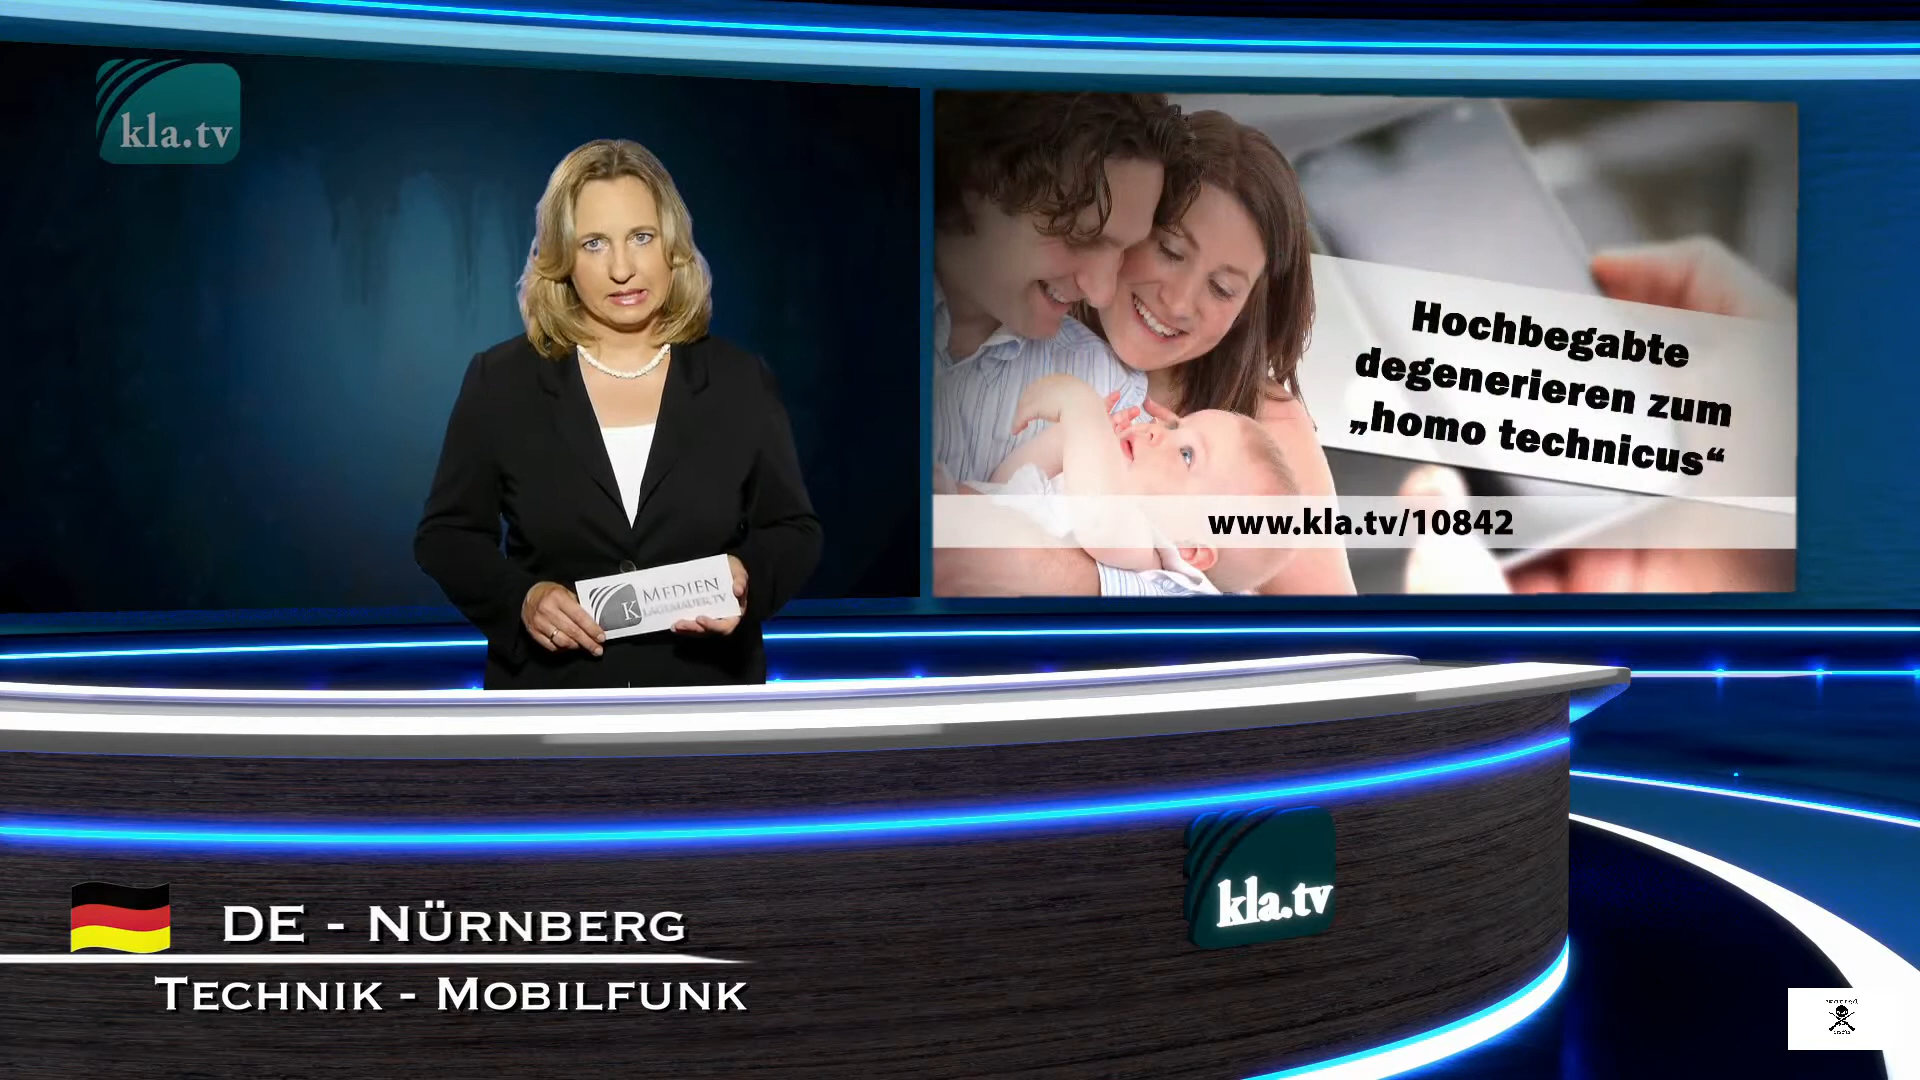 kla.tv
Hochbegabte
degenerieren zum
„homo technicus“
www.kla.tv/10842
K MEDIEN
KLAGEMAUER.TV
kla.tv
DE - NÜRNBERG
TECHNIK - MOBILFUNK